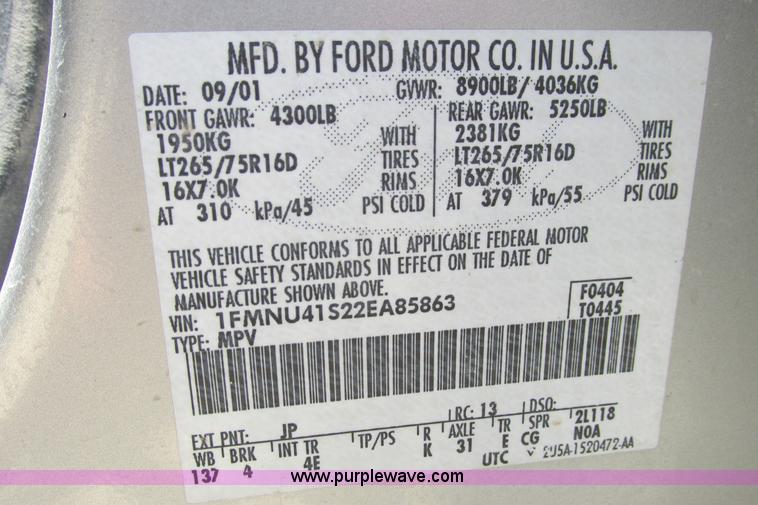 MFD. BY FORD MOTOR CO. IN U.S.A.
DATE: 09/01 GVWR: 8900LB/ 4036KG
FRONT GAWR: 4300LB REAR GAWR: 5250LB
1950KG WITH 2381KG WITH
LT265/75R16D TIRES LT265/75R16D TIRES
16X7.0K RIMS 16X7.0K RIMS
AT 310 kPa/45 PSI COLD AT 379 kPa/55 PSI COLD
THIS VEHICLE CONFORMS TO ALL APPLICABLE FEDERAL MOTOR
VEHICLE SAFETY STANDARDS IN EFFECT ON THE DATE OF
MANUFACTURE SHOWN ABOVE.
VIN: 1FMNU41S22EA85863 F0404
TYPE: MPV T0445
EXT PNT: JP RC: 13 DSO:
WB BRK INT TR TP/PS R AXLE TR SPR 2L118
137 4 4E K 31 E CG N0A
UTC V 2U5A-1520472-AA
www.purplewave.com